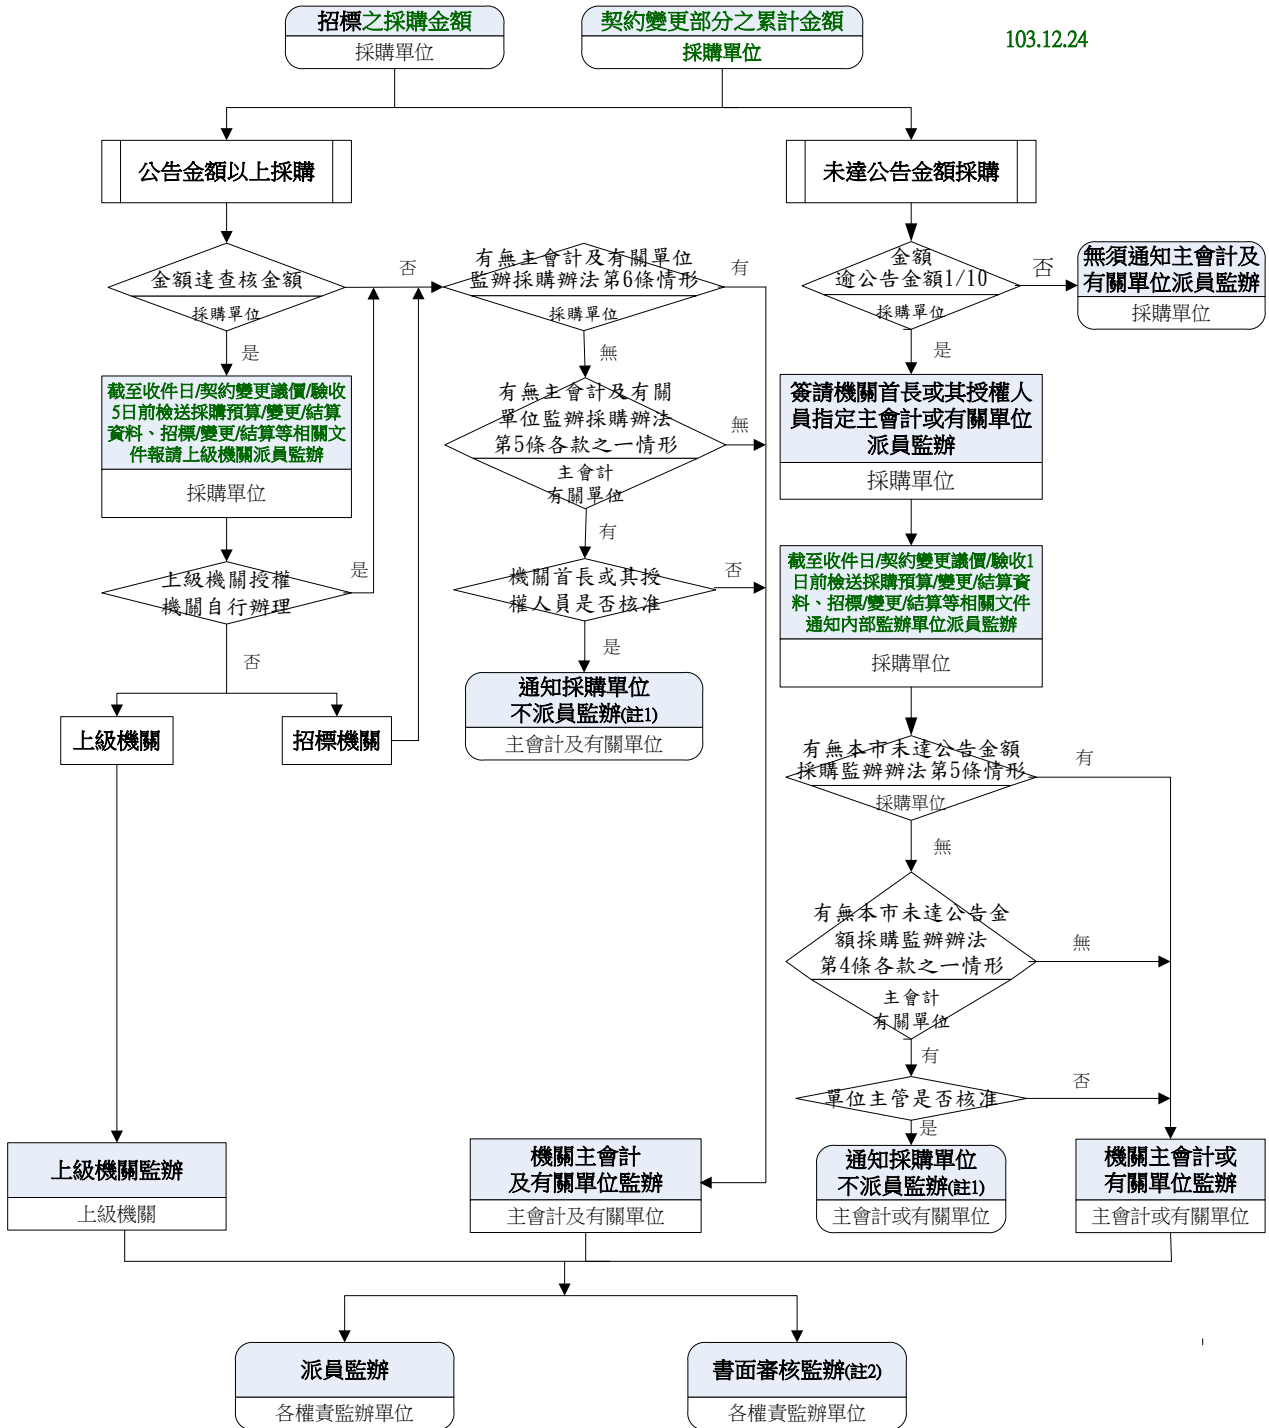 招標之採購金額
採購單位
契約變更部分之累計金額
採購單位
103.12.24
公告金額以上採購
未達公告金額採購
金額達查核金額
採購單位
否
是
有無主會計及有關單位
監辦採購辦法第6條情形
採購單位
有
無
金額
逾公告金額1/10
採購單位
否
是
無須通知主會計及
有關單位派員監辦
採購單位
截至收件日/契約變更議價/驗收
5日前檢送採購預算/變更/結算
資料、招標/變更/結算等相關文
件報請上級機關派員監辦
採購單位
有無主會計及有關
單位監辦採購辦法
第5條各款之一情形
主會計
有關單位
無
有
簽請機關首長或其授權人
員指定主會計或有關單位
派員監辦
採購單位
上級機關授權
機關自行辦理
是
否
機關首長或其授
權人員是否核准
否
是
截至收件日/契約變更議價/驗收1
日前檢送採購預算/變更/結算資
料、招標/變更/結算等相關文件
通知內部監辦單位派員監辦
採購單位
上級機關
招標機關
通知採購單位
不派員監辦(註1)
主會計及有關單位
有無本市未達公告金額
採購監辦辦法第5條情形
採購單位
有
無
有無本市未達公告金
額採購監辦辦法
第4條各款之一情形
主會計
有關單位
無
有
單位主管是否核准
否
是
上級機關監辦
上級機關
機關主會計
及有關單位監辦
主會計及有關單位
通知採購單位
不派員監辦(註1)
主會計或有關單位
機關主會計或
有關單位監辦
主會計或有關單位
派員監辦
各權責監辦單位
書面審核監辦(註2)
各權責監辦單位